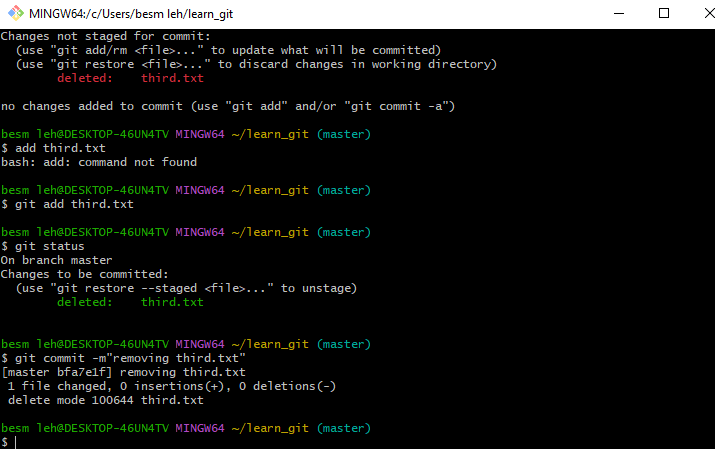 MINGW64:/c/Users/besm leh/learn_git
Changes not staged for commit:
  (use "git add/rm <file>..." to update what will be committed)
  (use "git restore <file>..." to discard changes in working directory)
        deleted:    third.txt

no changes added to commit (use "git add" and/or "git commit -a")

besm leh@DESKTOP-46UN4TV MINGW64 ~/learn_git (master)
$ add third.txt
bash: add: command not found

besm leh@DESKTOP-46UN4TV MINGW64 ~/learn_git (master)
$ git add third.txt

besm leh@DESKTOP-46UN4TV MINGW64 ~/learn_git (master)
$ git status
On branch master
Changes to be committed:
  (use "git restore --staged <file>..." to unstage)
        deleted:    third.txt


besm leh@DESKTOP-46UN4TV MINGW64 ~/learn_git (master)
$ git commit -m"removing third.txt"
[master bfa7e1f] removing third.txt
 1 file changed, 0 insertions(+), 0 deletions(-)
 delete mode 100644 third.txt

besm leh@DESKTOP-46UN4TV MINGW64 ~/learn_git (master)
$